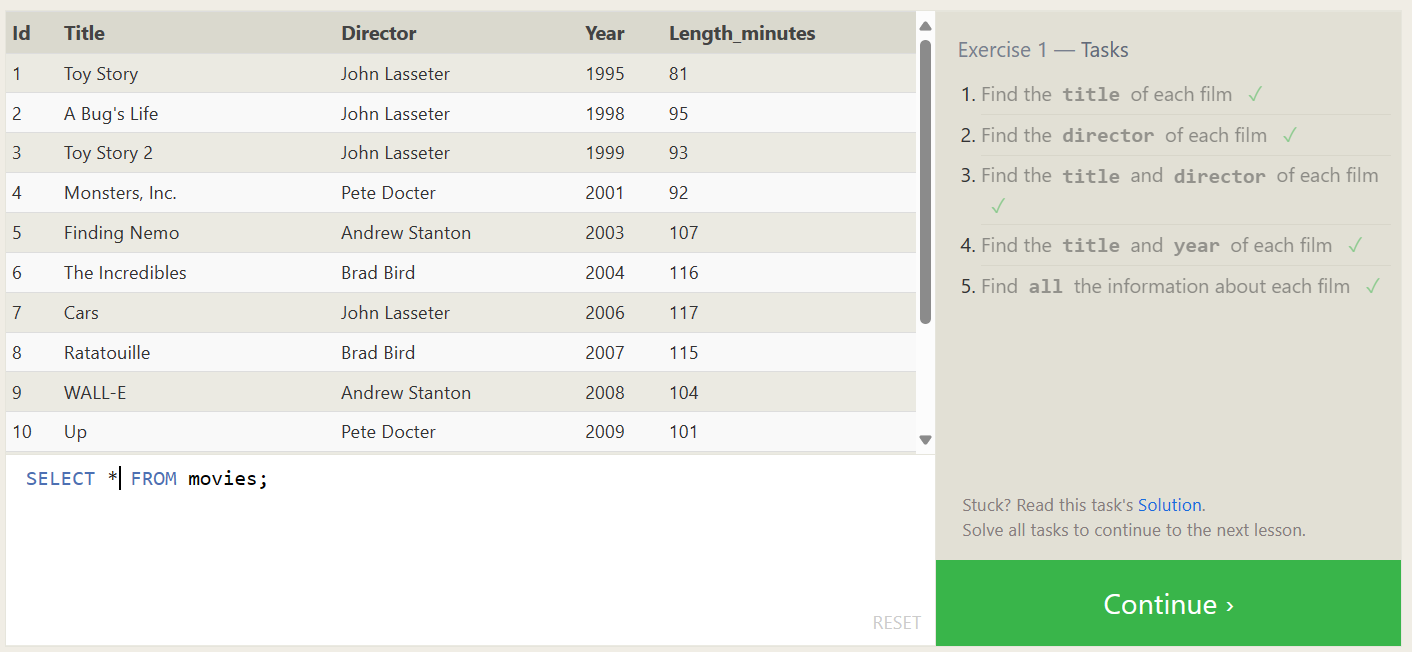 Id Title Director Year Length_minutes
1 Toy Story John Lasseter 1995 81
2 A Bug's Life John Lasseter 1998 95
3 Toy Story 2 John Lasseter 1999 93
4 Monsters, Inc. Pete Docter 2001 92
5 Finding Nemo Andrew Stanton 2003 107
6 The Incredibles Brad Bird 2004 116
7 Cars John Lasseter 2006 117
8 Ratatouille Brad Bird 2007 115
9 WALL-E Andrew Stanton 2008 104
10 Up Pete Docter 2009 101
SELECT * FROM movies;
RESET
Exercise 1 — Tasks
1. Find the title of each film ✓
2. Find the director of each film ✓
3. Find the title and director of each film
✓
4. Find the title and year of each film ✓
5. Find all the information about each film ✓
Stuck? Read this task's Solution.
Solve all tasks to continue to the next lesson.
Continue ›